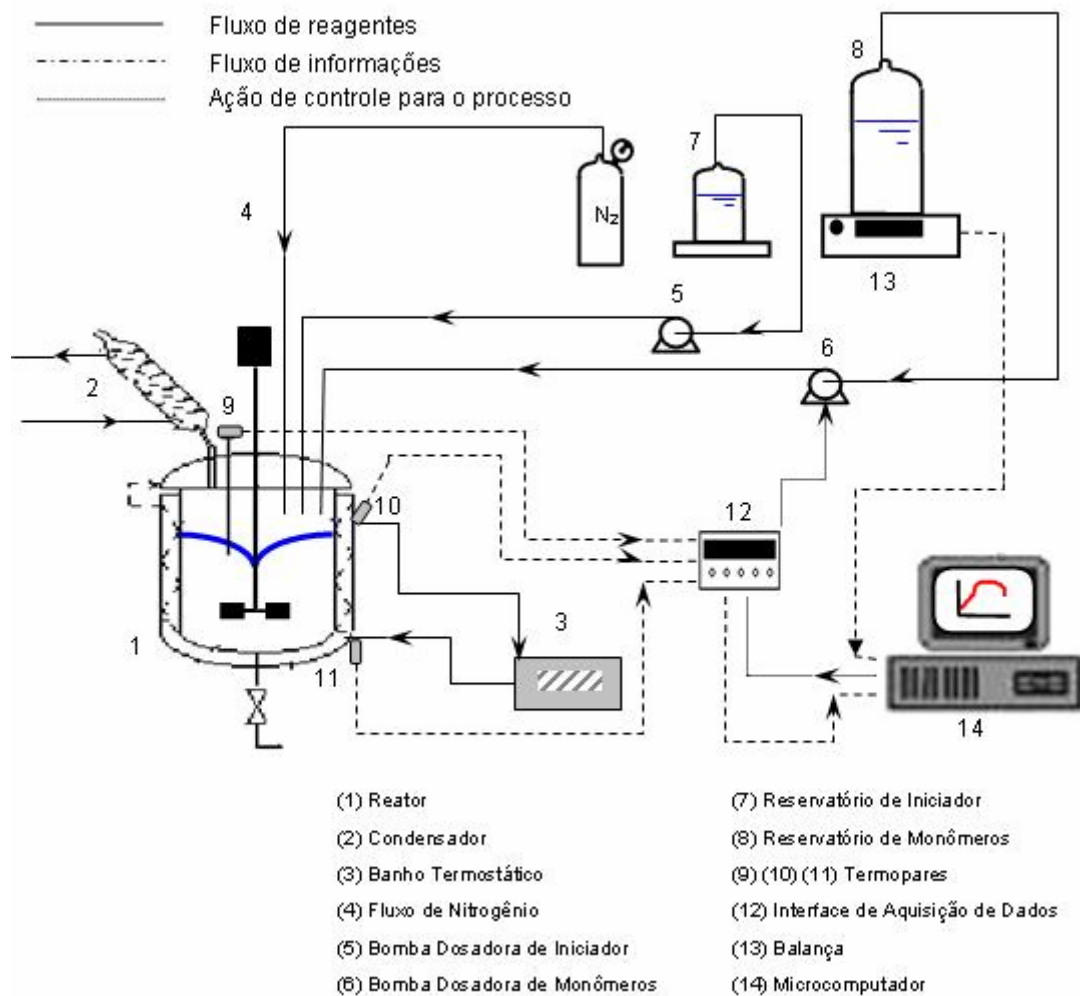 Fluxo de reagentes
Fluxo de informações
Ação de controle para o processo
8
7
4
N2
13
5
6
2
9
10
12
3
1
11
14
(1) Reator
(2) Condensador
(3) Banho Termostático
(4) Fluxo de Nitrogênio
(5) Bomba Dosadora de Iniciador
(6) Bomba Dosadora de Monômeros
(7) Reservatório de Iniciador
(8) Reservatório de Monômeros
(9) (10) (11) Termopares
(12) Interface de Aquisição de Dados
(13) Balança
(14) Microcomputador